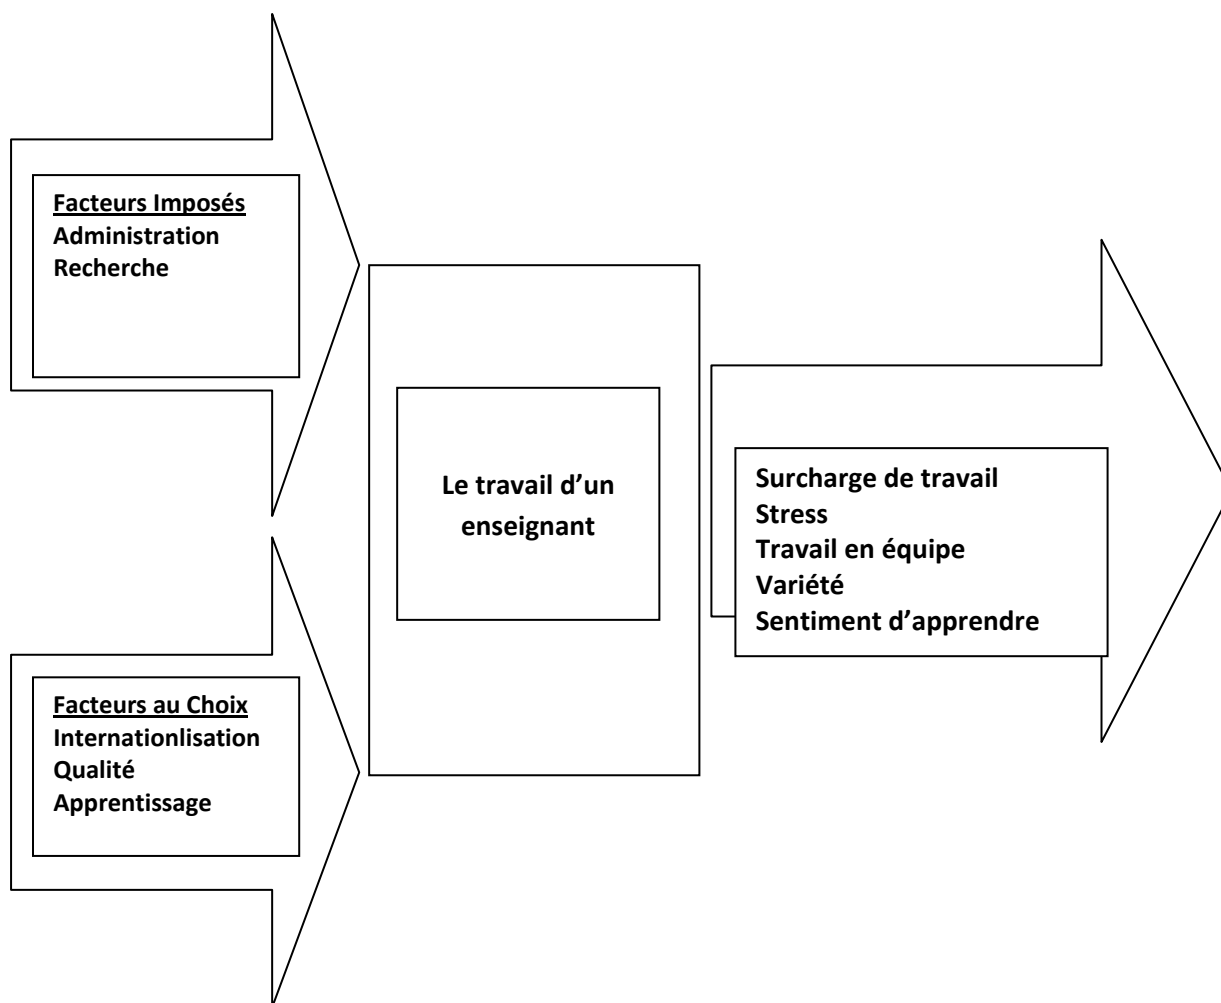 Facteurs Imposés
Administration
Recherche
Le travail d’un
enseignant
Surcharge de travail
Stress
Travail en équipe
Variété
Sentiment d’apprendre
Facteurs au Choix
Internationlisation
Qualité
Apprentissage